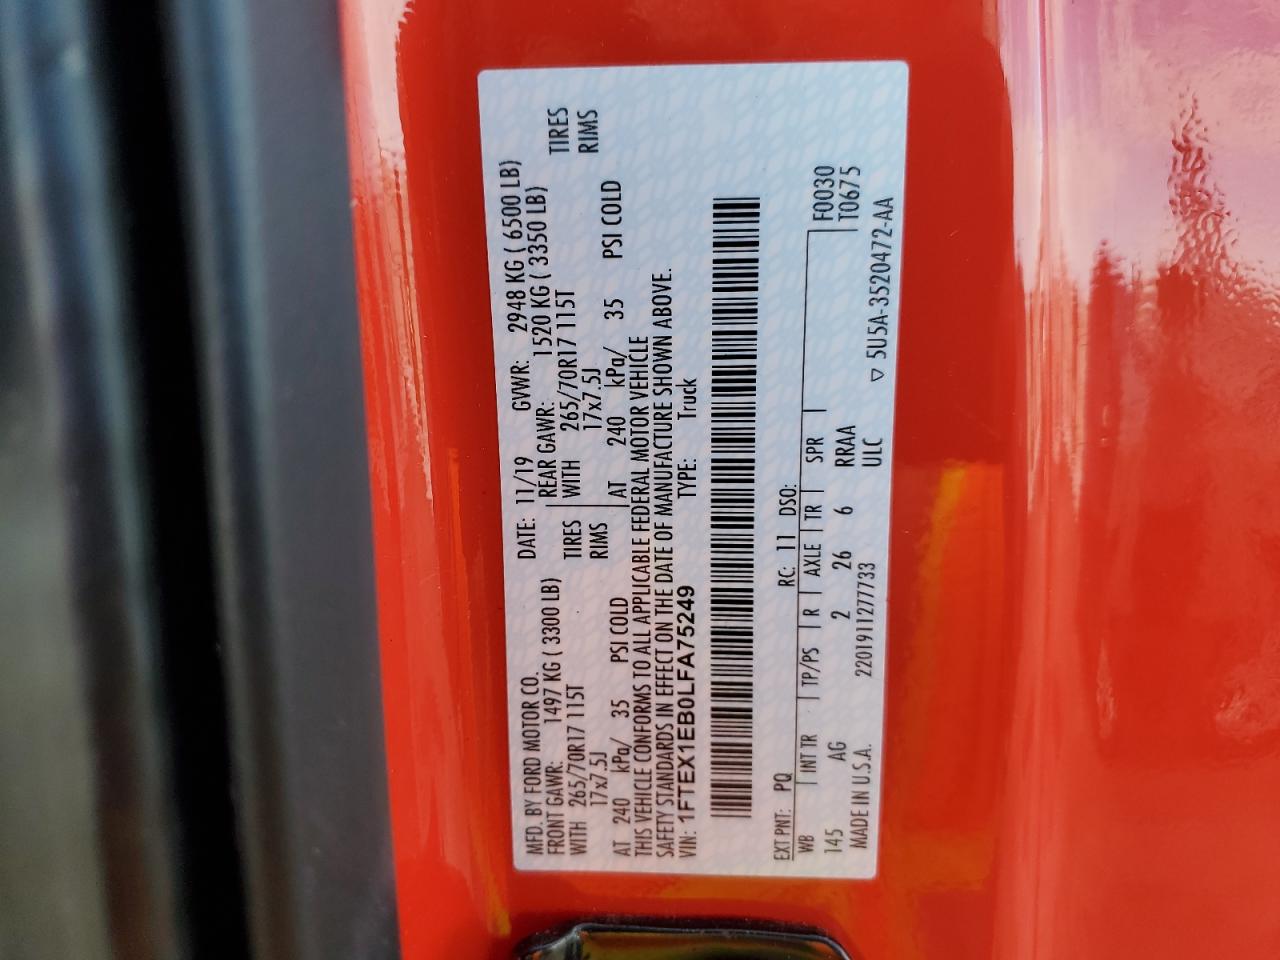 MFD. BY FORD MOTOR CO.
DATE: 11/19 GVWR: 2948 KG ( 6500 LB)
FRONT GAWR: 1497 KG ( 3300 LB) REAR GAWR: 1520 KG ( 3350 LB)
WITH 265/70R17 115T TIRES WITH 265/70R17 115T TIRES
17x7.5J RIMS 17x7.5J RIMS
AT 240 kPa/ 35 PSI COLD AT 240 kPa/ 35 PSI COLD
THIS VEHICLE CONFORMS TO ALL APPLICABLE FEDERAL MOTOR VEHICLE
SAFETY STANDARDS IN EFFECT ON THE DATE OF MANUFACTURE SHOWN ABOVE.
VIN: 1FTEX1EB0LFA75249 TYPE: Truck
EXT PNT: PQ RC: 11 DSO:
WB INT TR TP/PS R AXLE TR SPR F0030
145 AG 2 26 6 RRAA T0675
MADE IN U.S.A. 2201911277733 ULC
▽ 5U5A-3520472-AA